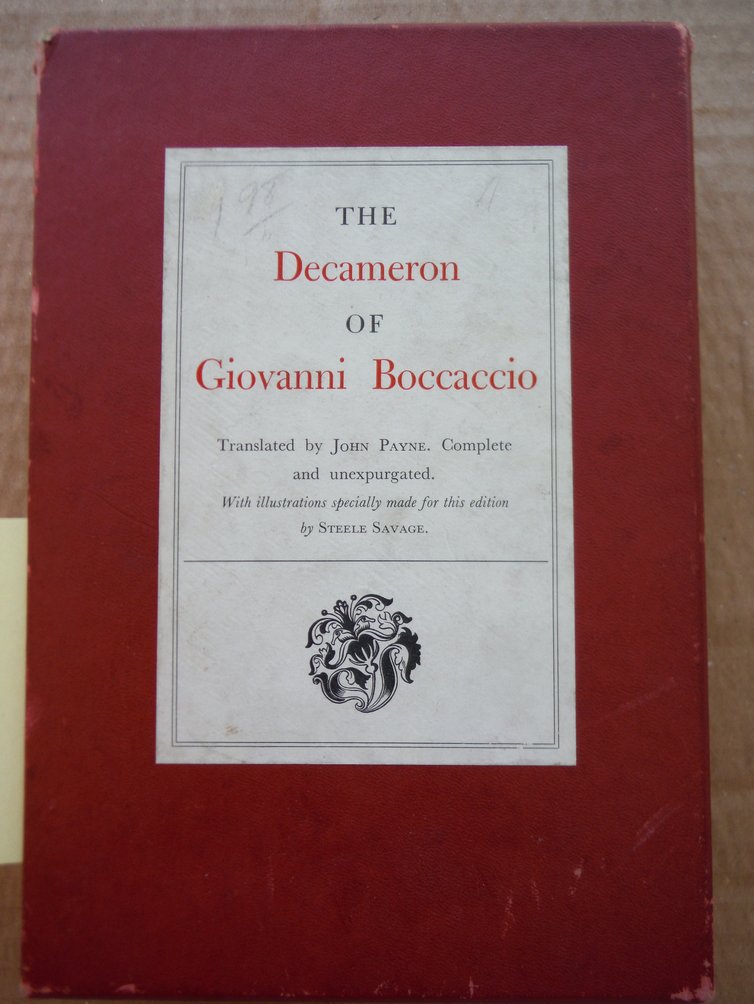 THE
Decameron
OF
Giovanni Boccaccio
Translated by JOHN PAYNE. Complete
and unexpurgated.
With illustrations specially made for this edition
by STEELE SAVAGE.